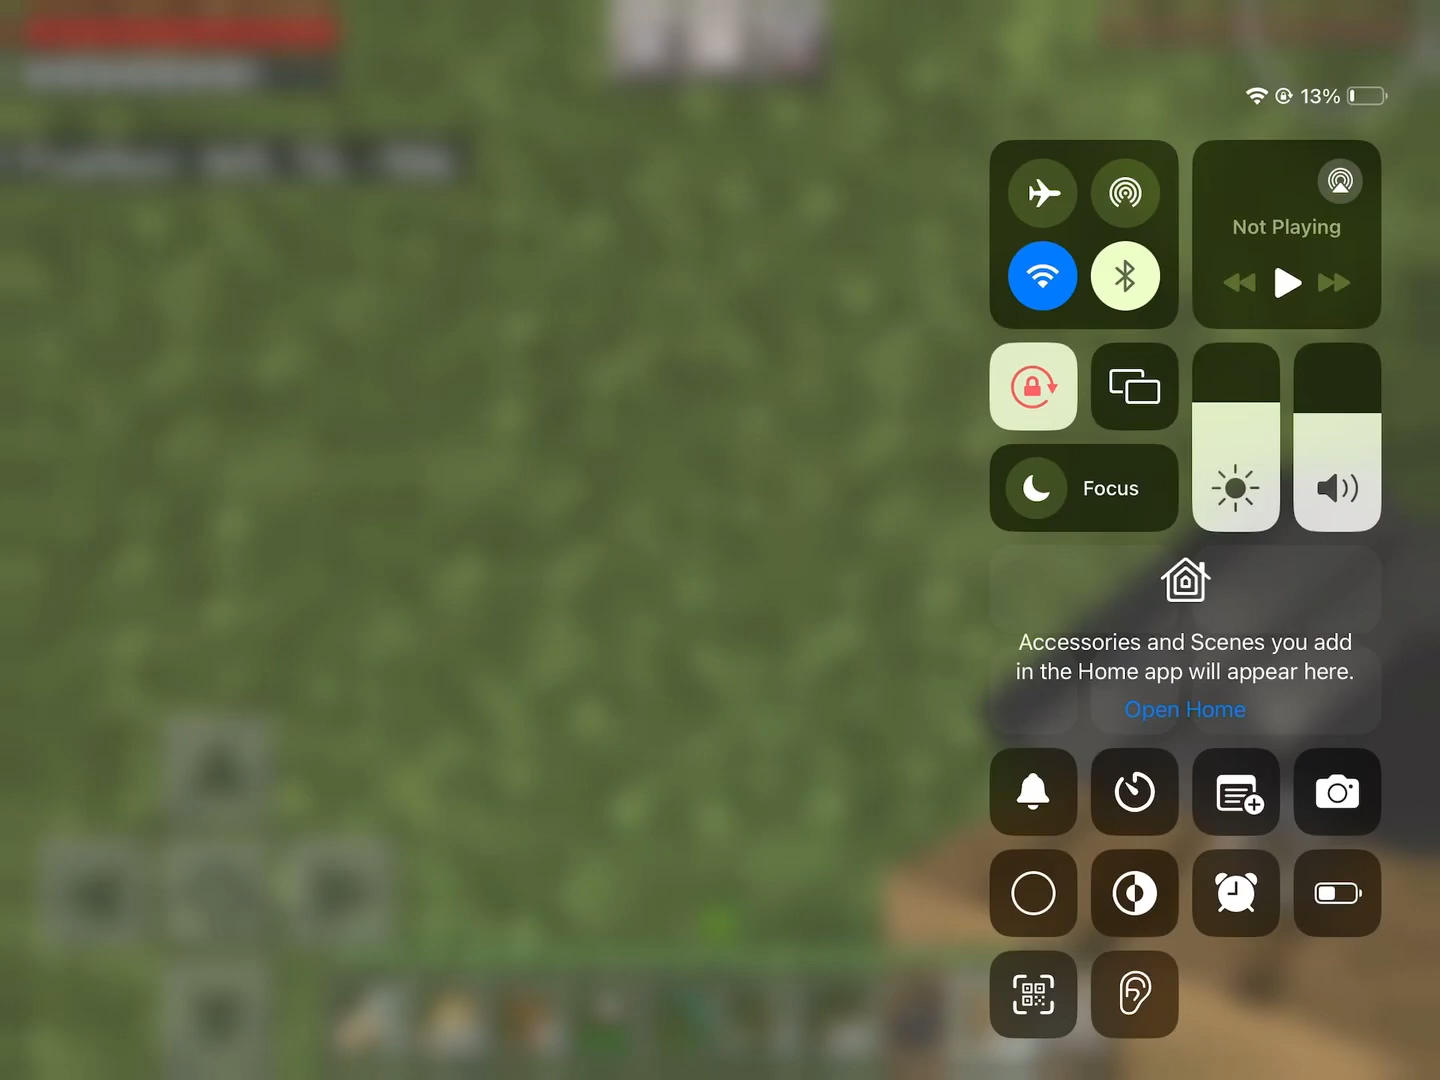 13%
Not Playing
Focus
Accessories and Scenes you add
in the Home app will appear here.
Open Home